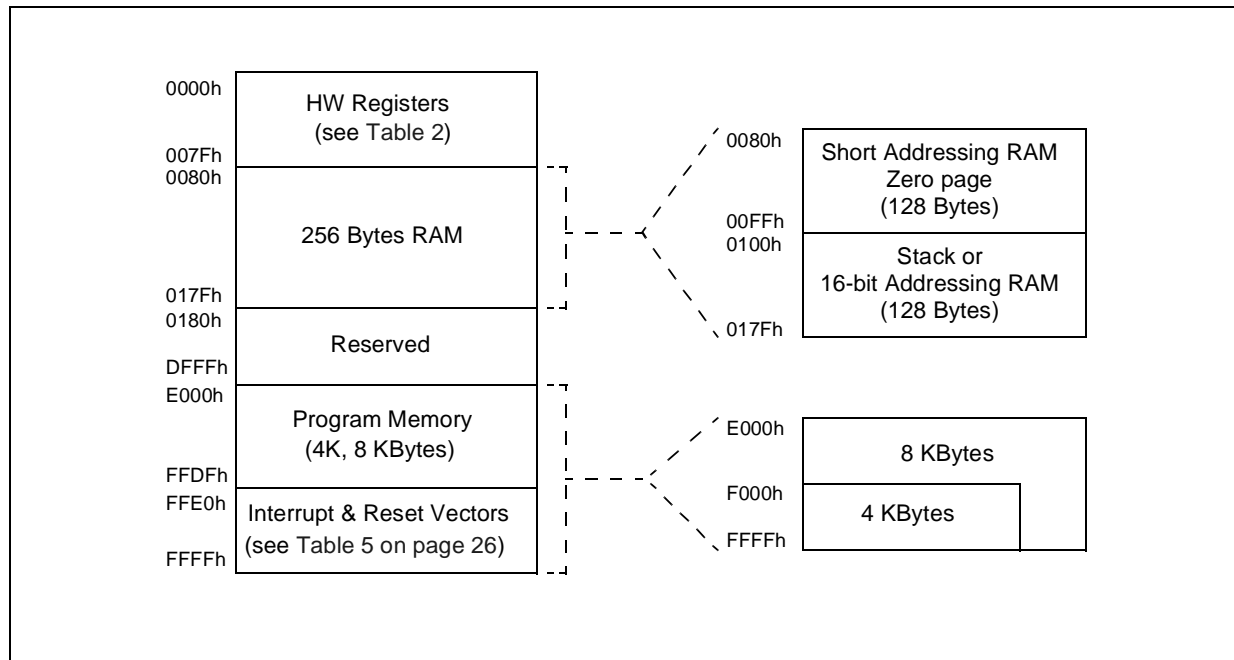 0000h
HW Registers
(see Table 2)
007Fh
0080h
256 Bytes RAM
017Fh
0180h
Reserved
DFFFh
E000h
Program Memory
(4K, 8 KBytes)
FFDFh
FFE0h
Interrupt & Reset Vectors
(see Table 5 on page 26)
FFFFh
0080h
Short Addressing RAM
Zero page
(128 Bytes)
00FFh
0100h
Stack or
16-bit Addressing RAM
(128 Bytes)
017Fh
E000h
8 KBytes
F000h
4 KBytes
FFFFh